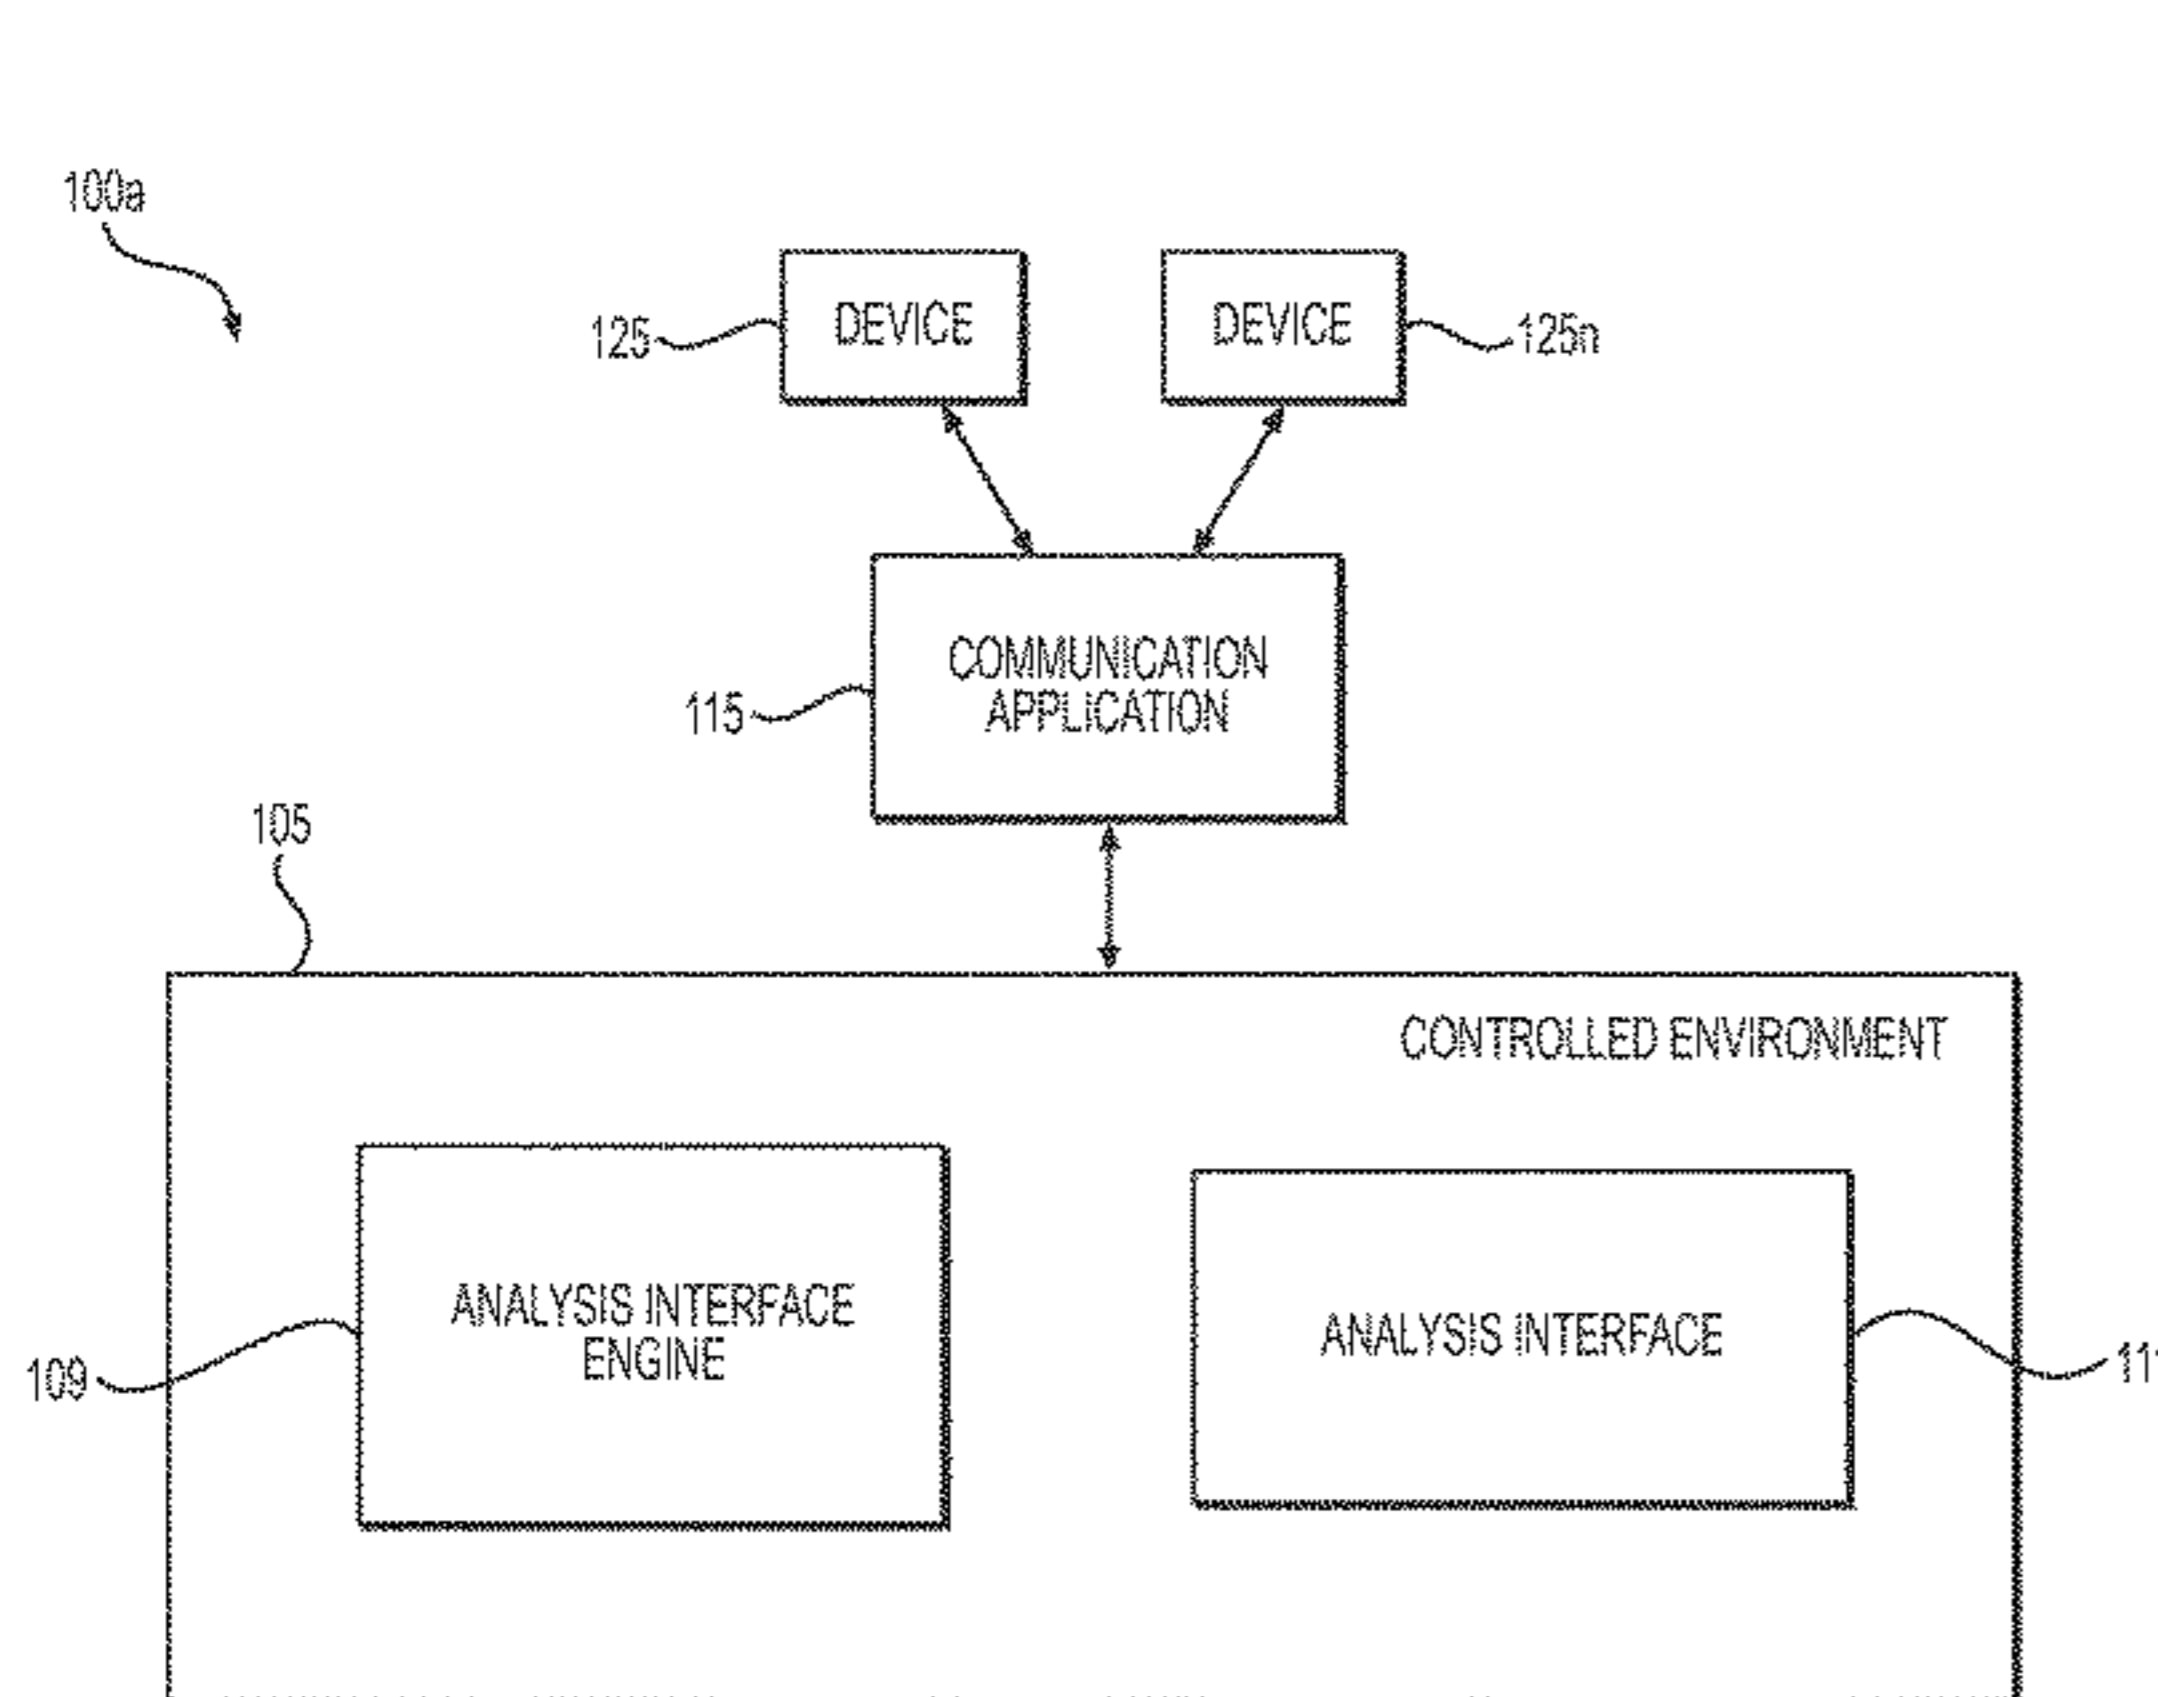 100a
125
DEVICE
DEVICE
125n
COMMUNICATION
APPLICATION
115
105
CONTROLLED ENVIRONMENT
ANALYSIS INTERFACE
ENGINE
ANALYSIS INTERFACE
109